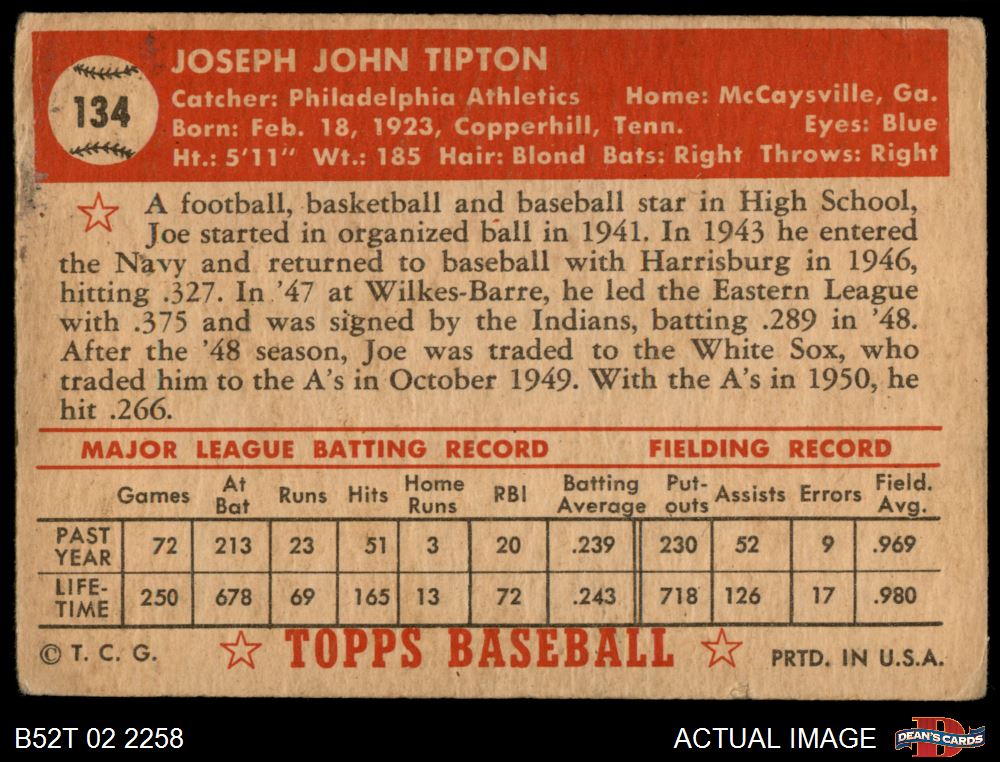 134
JOSEPH JOHN TIPTON
Catcher: Philadelphia Athletics Home: McCaysville, Ga.
Born: Feb. 18, 1923, Copperhill, Tenn. Eyes: Blue
Ht.: 5'11" Wt.: 185 Hair: Blond Bats: Right Throws: Right
A football, basketball and baseball star in High School,
Joe started in organized ball in 1941. In 1943 he entered
the Navy and returned to baseball with Harrisburg in 1946,
hitting .327. In '47 at Wilkes-Barre, he led the Eastern League
with .375 and was signed by the Indians, batting .289 in '48.
After the '48 season, Joe was traded to the White Sox, who
traded him to the A's in October 1949. With the A's in 1950, he
hit .266.
MAJOR LEAGUE BATTING RECORD FIELDING RECORD
Games At Bat Runs Hits Home Runs RBI Batting Average Put-outs Assists Errors Field. Avg.
PAST YEAR 72 213 23 51 3 20 .239 230 52 9 .969
LIFE-TIME 250 678 69 165 13 72 .243 718 126 17 .980
© T. C. G. TOPPS BASEBALL PRTD. IN U.S.A.
B52T 02 2258 ACTUAL IMAGE DEAN'S CARDS